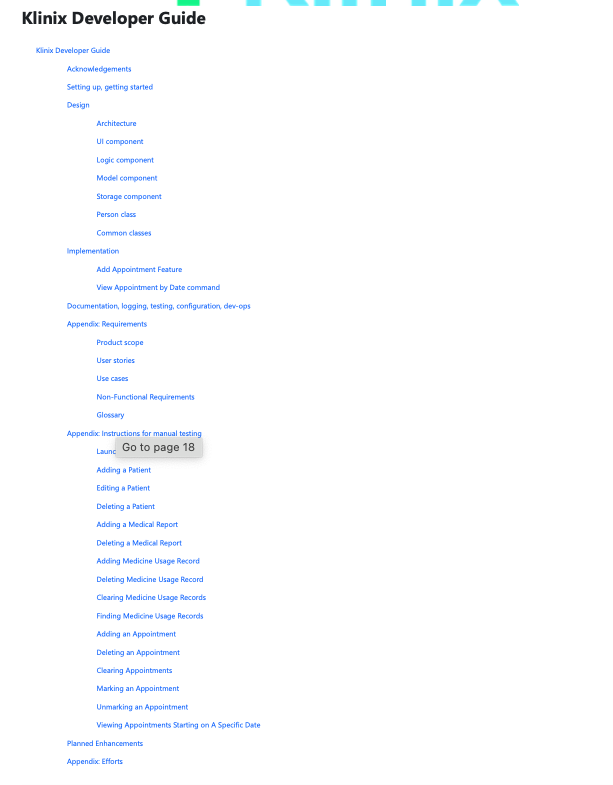 Klinix Developer Guide
Klinix Developer Guide
Acknowledgements
Setting up, getting started
Design
Architecture
UI component
Logic component
Model component
Storage component
Person class
Common classes
Implementation
Add Appointment Feature
View Appointment by Date command
Documentation, logging, testing, configuration, dev-ops
Appendix: Requirements
Product scope
User stories
Use cases
Non-Functional Requirements
Glossary
Appendix: Instructions for manual testing
Go to page 18
Adding a Patient
Editing a Patient
Deleting a Patient
Adding a Medical Report
Deleting a Medical Report
Adding Medicine Usage Record
Deleting Medicine Usage Record
Clearing Medicine Usage Records
Finding Medicine Usage Records
Adding an Appointment
Deleting an Appointment
Clearing Appointments
Marking an Appointment
Unmarking an Appointment
Viewing Appointments Starting on A Specific Date
Planned Enhancements
Appendix: Efforts